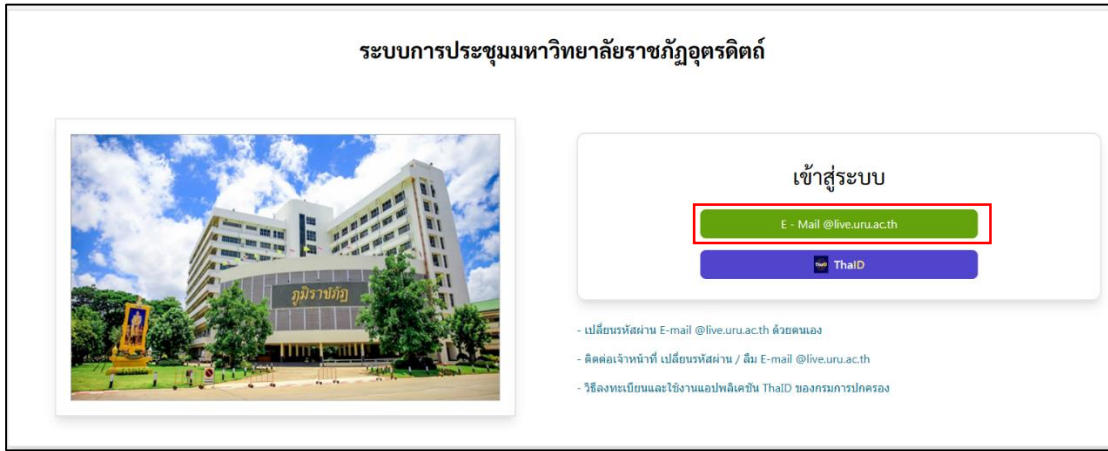 ระบบการประชุมมหาวิทยาลัยราชภัฏอุตรดิตถ์
ภูมิราชภัฏ
เข้าสู่ระบบ
E - Mail @live.uru.ac.th
ThaID
- เปลี่ยนรหัสผ่าน E-mail @live.uru.ac.th ด้วยตนเอง
- ติดต่อเจ้าหน้าที่ เปลี่ยนรหัสผ่าน / ลืม E-mail @live.uru.ac.th
- วิธีลงทะเบียนและใช้งานแอปพลิเคชัน ThaID ของกรมการปกครอง